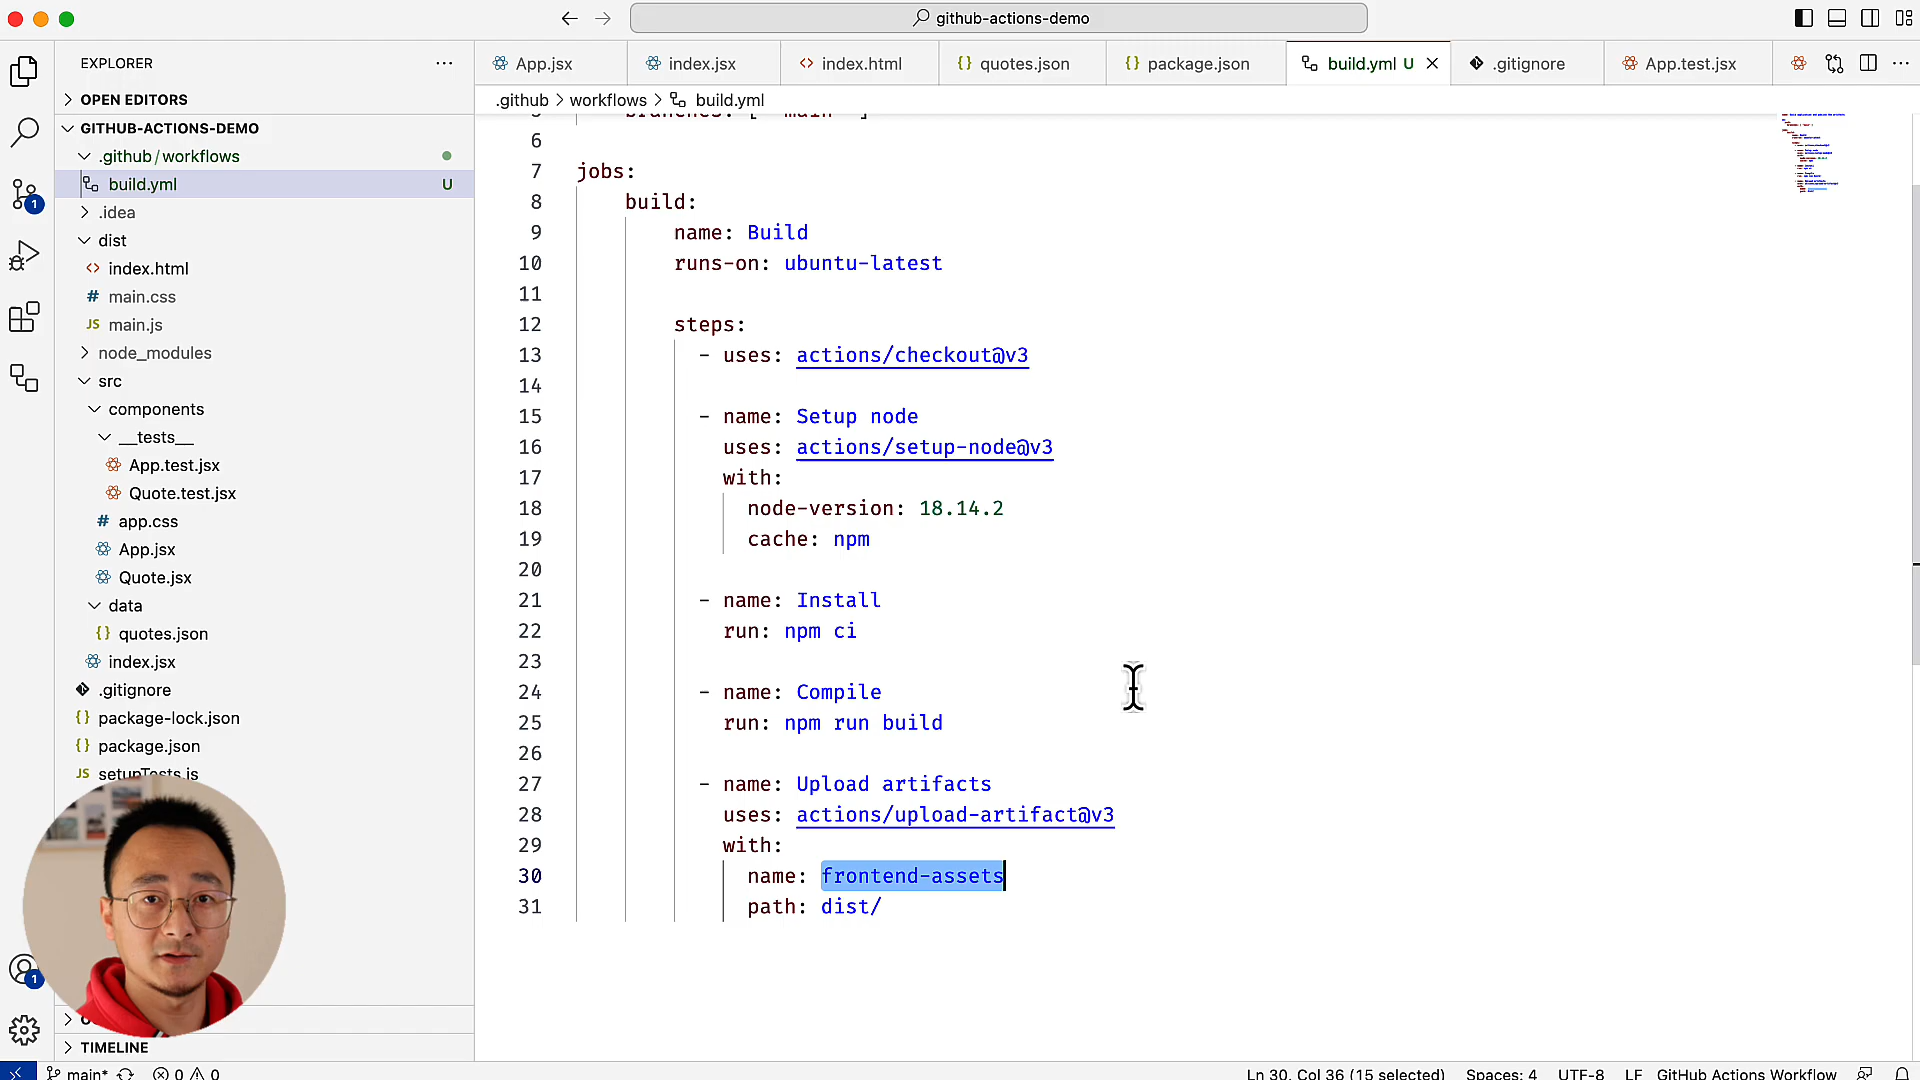 github-actions-demo
EXPLORER
OPEN EDITORS
GITHUB-ACTIONS-DEMO
.github/workflows
build.yml U
.idea
dist
index.html
main.css
main.js
node_modules
src
components
__tests__
App.test.jsx
Quote.test.jsx
app.css
App.jsx
Quote.jsx
data
quotes.json
index.jsx
.gitignore
package-lock.json
package.json
setupTests.js
TIMELINE
1
1
App.jsx
index.jsx
index.html
quotes.json
package.json
build.yml U
.gitignore
App.test.jsx
.github > workflows > build.yml
5 branches: [ "main" ]
6
7 jobs:
8 build:
9 name: Build
10 runs-on: ubuntu-latest
11
12 steps:
13 - uses: actions/checkout@v3
14
15 - name: Setup node
16 uses: actions/setup-node@v3
17 with:
18 node-version: 18.14.2
19 cache: npm
20
21 - name: Install
22 run: npm ci
23
24 - name: Compile
25 run: npm run build
26
27 - name: Upload artifacts
28 uses: actions/upload-artifact@v3
29 with:
30 name: frontend-assets
31 path: dist/
main* 0 0
Ln 30, Col 36 (15 selected) Spaces: 4 UTF-8 LF GitHub Actions Workflow